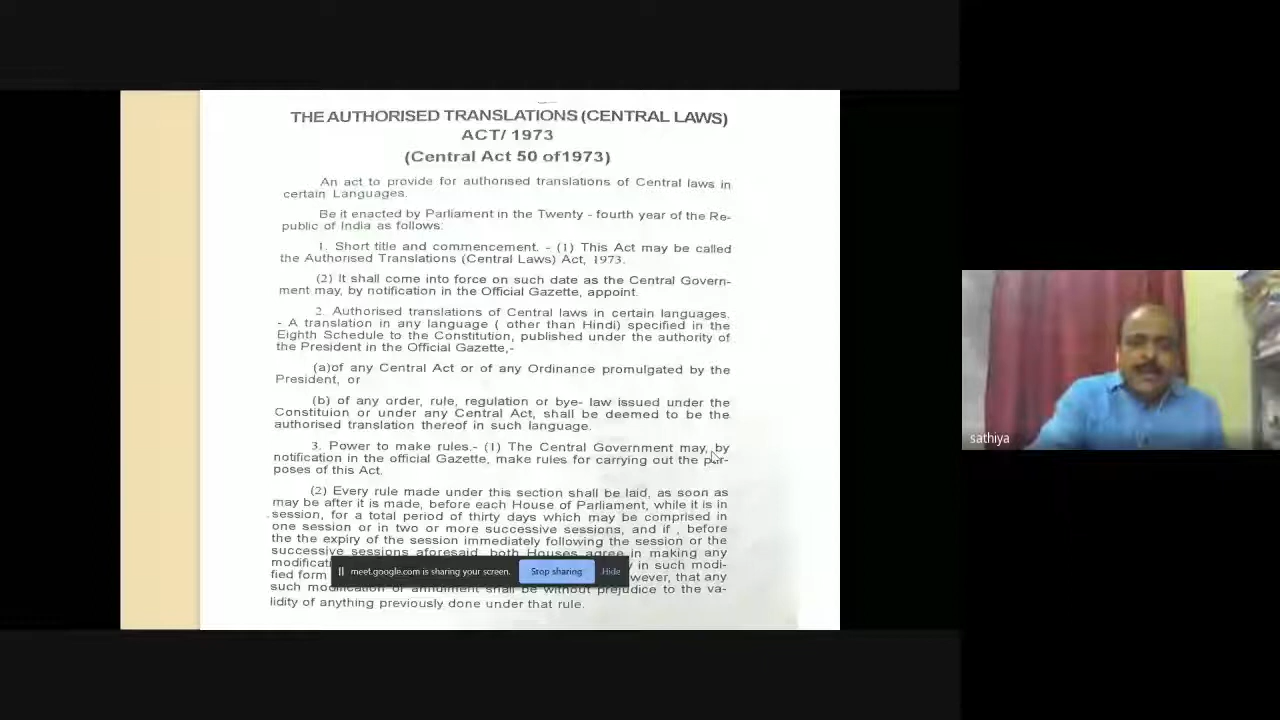 THE AUTHORISED TRANSLATIONS (CENTRAL LAWS)
ACT/ 1973
(Central Act 50 of1973)
An act to provide for authorised translations of Central laws in
certain Languages.
Be it enacted by Parliament in the Twenty - fourth year of the Re-
public of India as follows:
1. Short title and commencement. - (1) This Act may be called
the Authorised Translations (Central Laws) Act, 1973.
(2) It shall come into force on such date as the Central Govern-
ment may, by notification in the Official Gazette, appoint.
2. Authorised translations of Central laws in certain languages.
- A translation in any language ( other than Hindi) specified in the
Eighth Schedule to the Constitution, published under the authority of
the President in the Official Gazette,-
(a)of any Central Act or of any Ordinance promulgated by the
President, or
(b) of any order, rule, regulation or bye- law issued under the
Constituion or under any Central Act, shall be deemed to be the
authorised translation thereof in such language.
3. Power to make rules.- (1) The Central Government may, by
notification in the official Gazette, make rules for carrying out the pur-
poses of this Act.
(2) Every rule made under this section shall be laid, as soon as
may be after it is made, before each House of Parliament, while it is in
session, for a total period of thirty days which may be comprised in
one session or in two or more successive sessions, and if , before
the the expiry of the session immediately following the session or the
successive sessions aforesaid, both Houses agree in making any
modificati in such modi-
fied form wever, that any
such modification or annulment shall be without prejudice to the va-
lidity of anything previously done under that rule.
meet.google.com is sharing your screen. Stop sharing Hide
sathiya